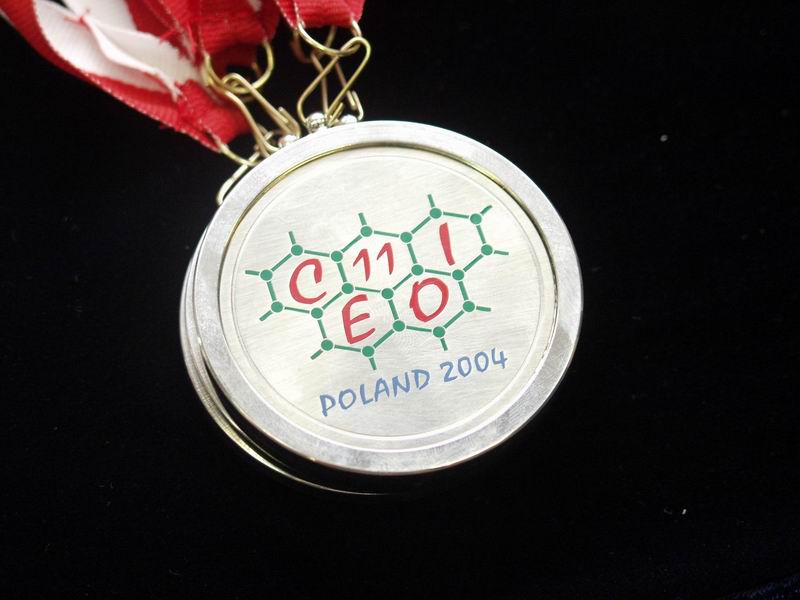 C 11 I
E O
POLAND 2004